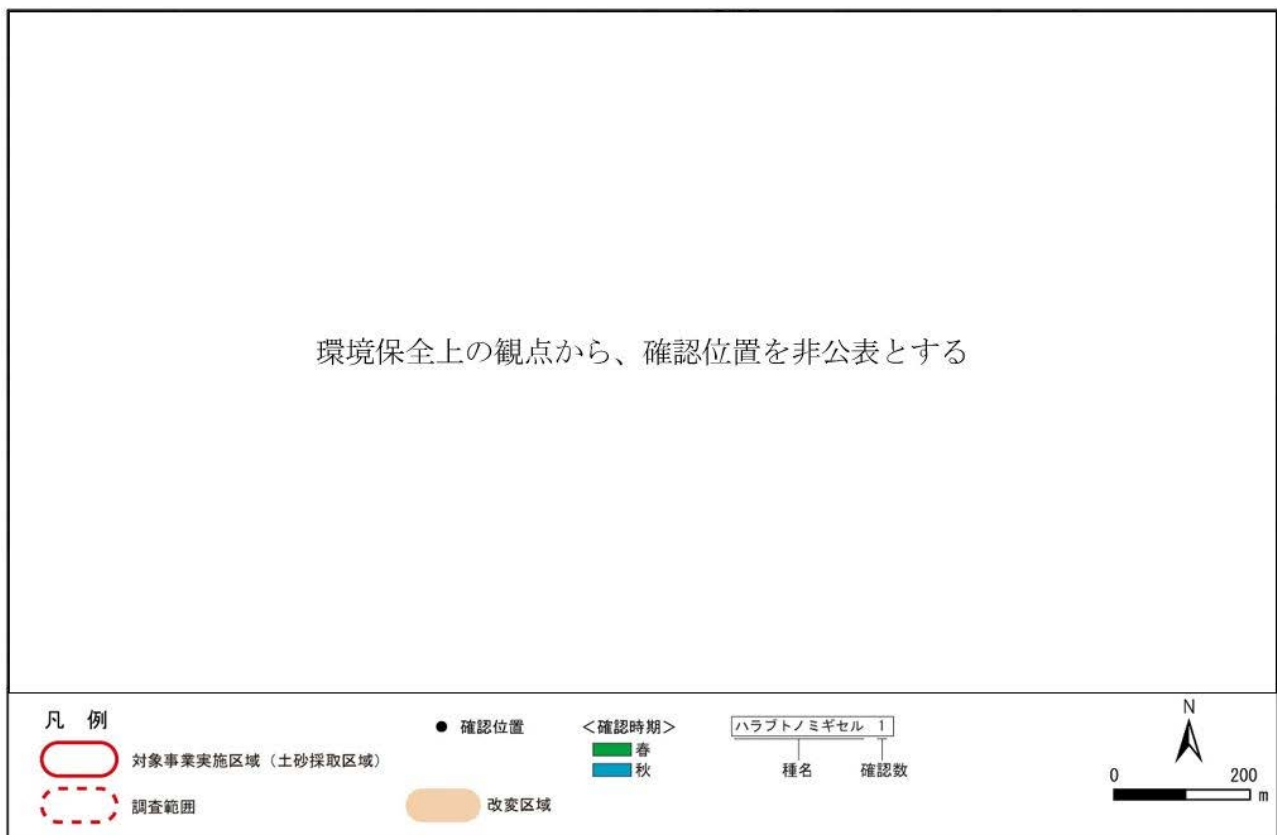 環境保全上の観点から、確認位置を非公表とする
凡 例
対象事業実施区域（土砂採取区域）
調査範囲
● 確認位置
改変区域
＜確認時期＞
春
秋
ハラブトノミギセル 1
種名 確認数
N
0 200
m